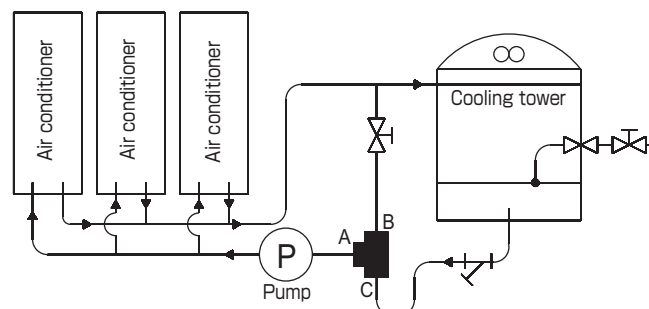 Air conditioner
Air conditioner
Air conditioner
Cooling tower
A
B
P
C
Pump